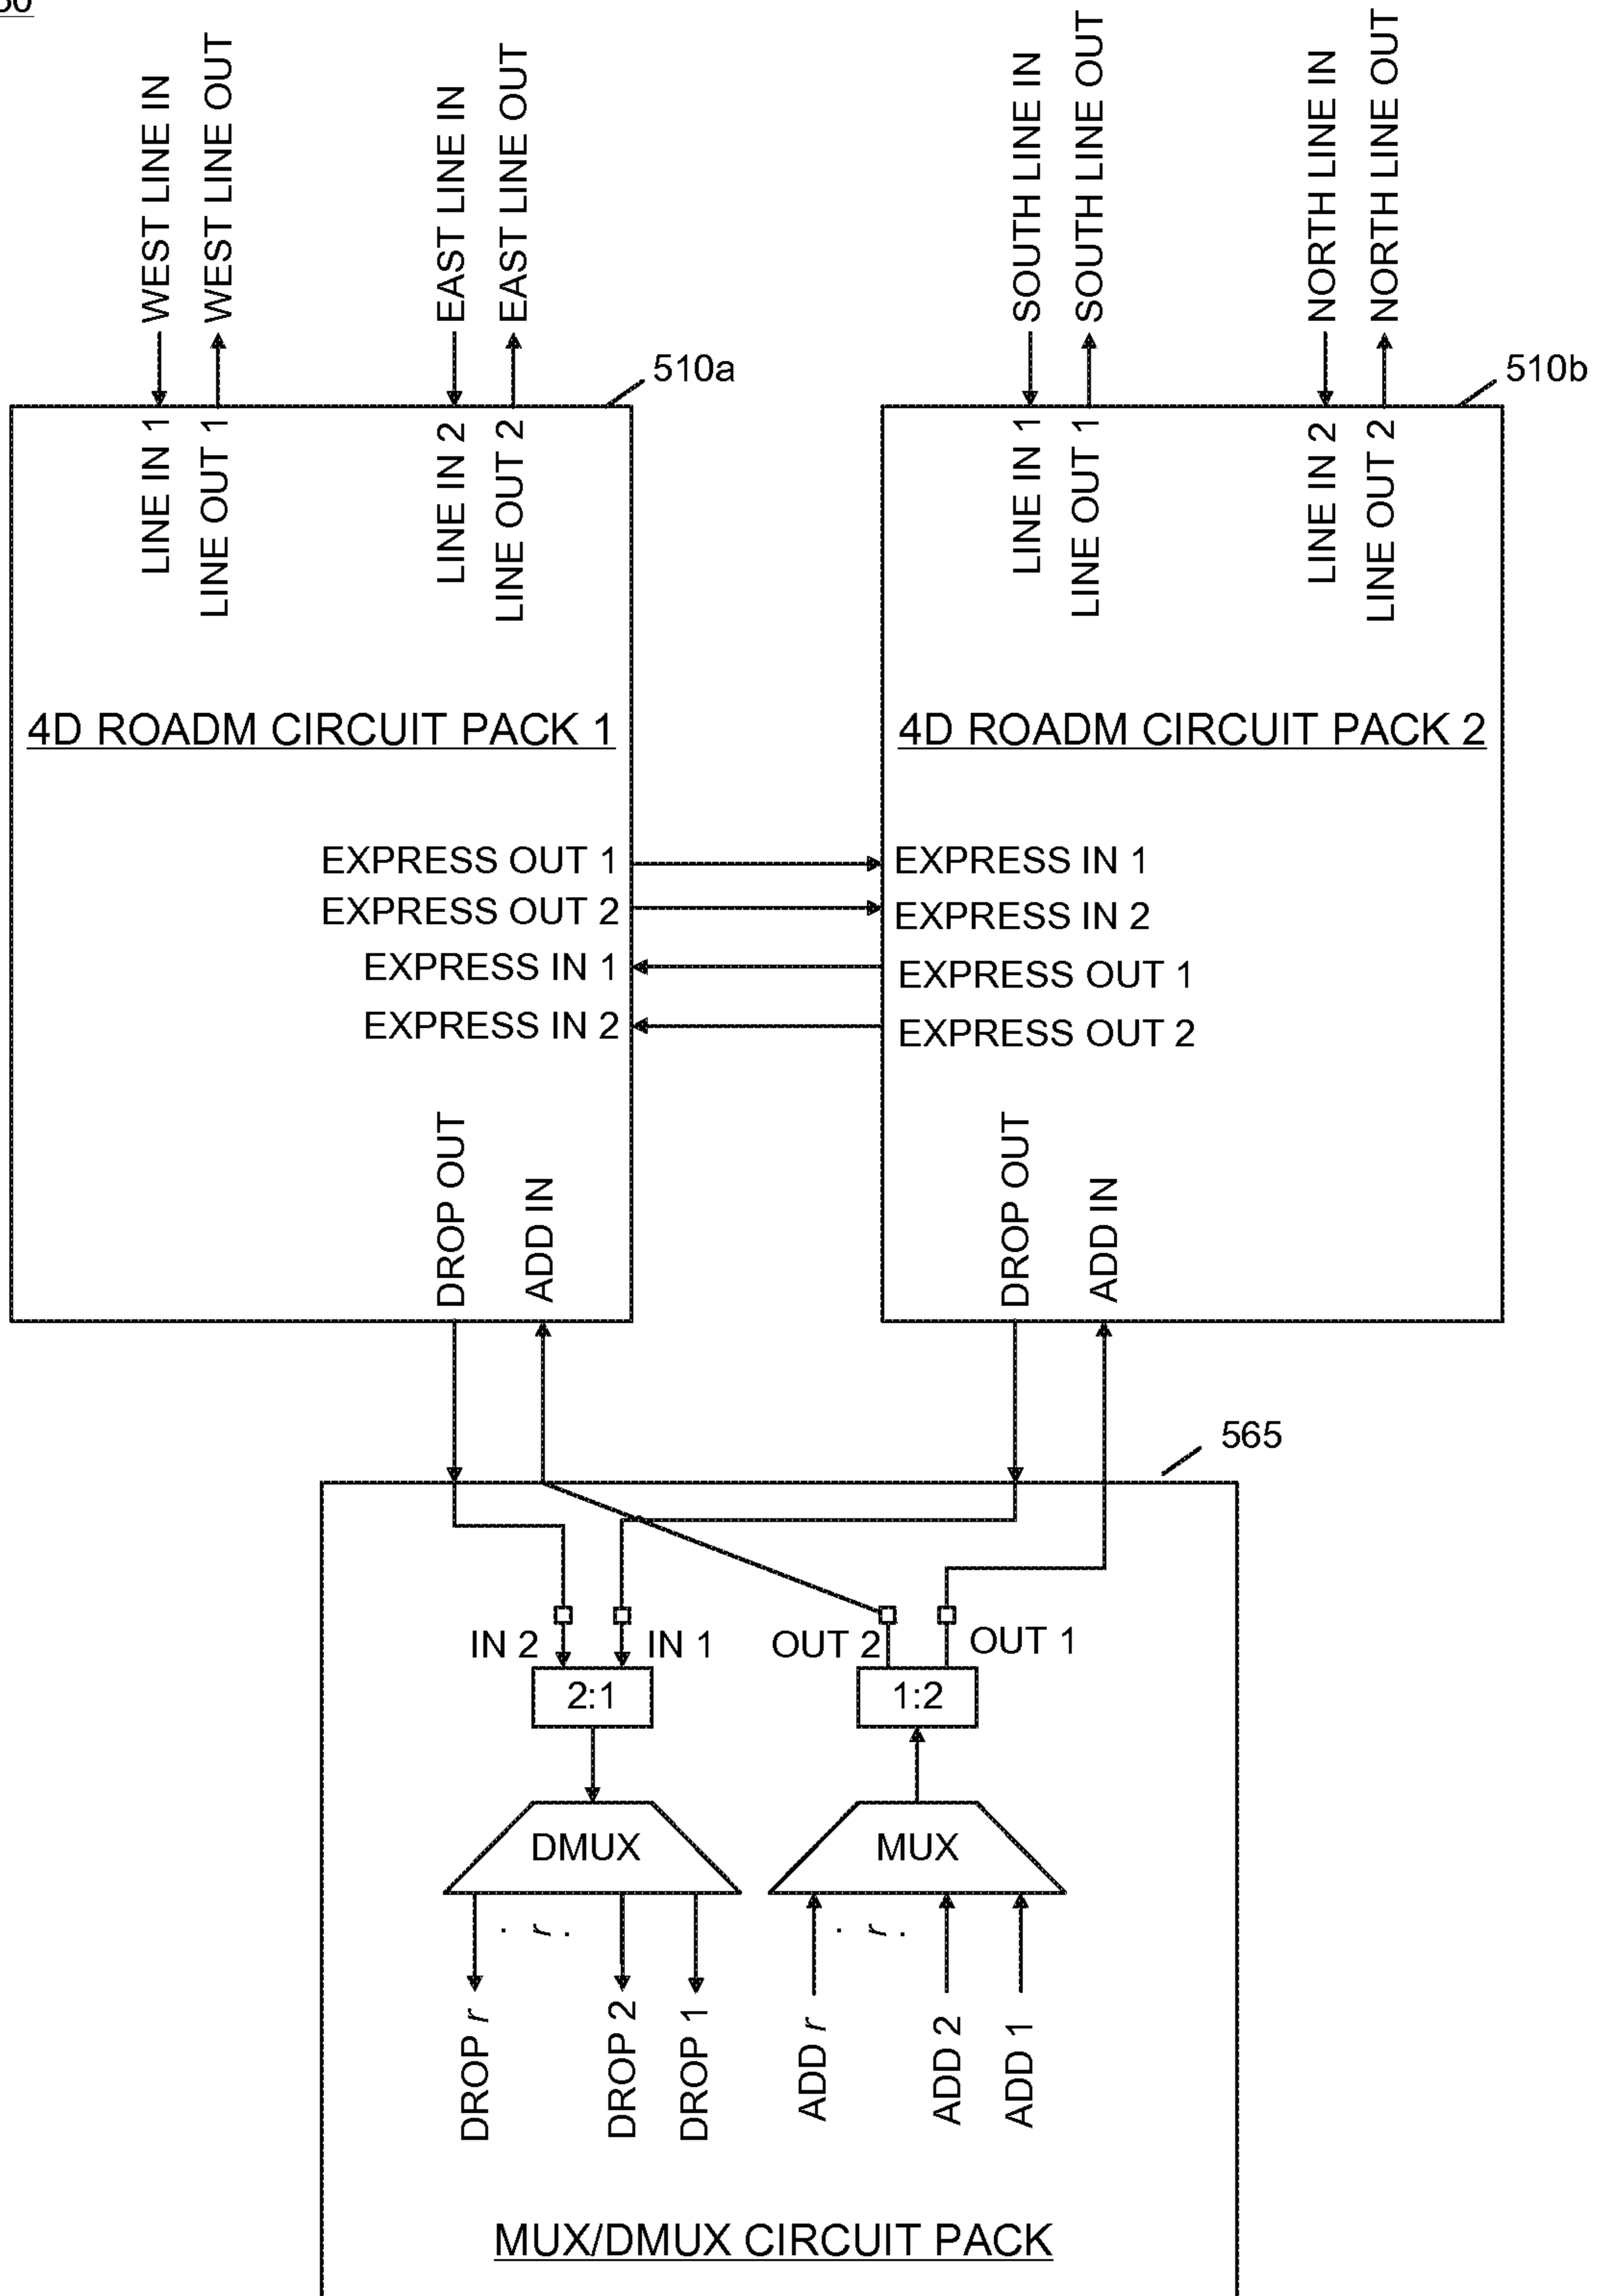 WEST LINE IN
WEST LINE OUT
EAST LINE IN
EAST LINE OUT
SOUTH LINE IN
SOUTH LINE OUT
NORTH LINE IN
NORTH LINE OUT
510a
510b
LINE IN 1
LINE OUT 1
LINE IN 2
LINE OUT 2
LINE IN 1
LINE OUT 1
LINE IN 2
LINE OUT 2
4D ROADM CIRCUIT PACK 1
4D ROADM CIRCUIT PACK 2
EXPRESS OUT 1
EXPRESS IN 1
EXPRESS OUT 2
EXPRESS IN 2
EXPRESS IN 1
EXPRESS OUT 1
EXPRESS IN 2
EXPRESS OUT 2
DROP OUT
ADD IN
DROP OUT
ADD IN
565
IN 2
IN 1
OUT 2
OUT 1
2:1
1:2
DMUX
MUX
. r .
. r .
DROP r
DROP 2
DROP 1
ADD r
ADD 2
ADD 1
MUX/DMUX CIRCUIT PACK